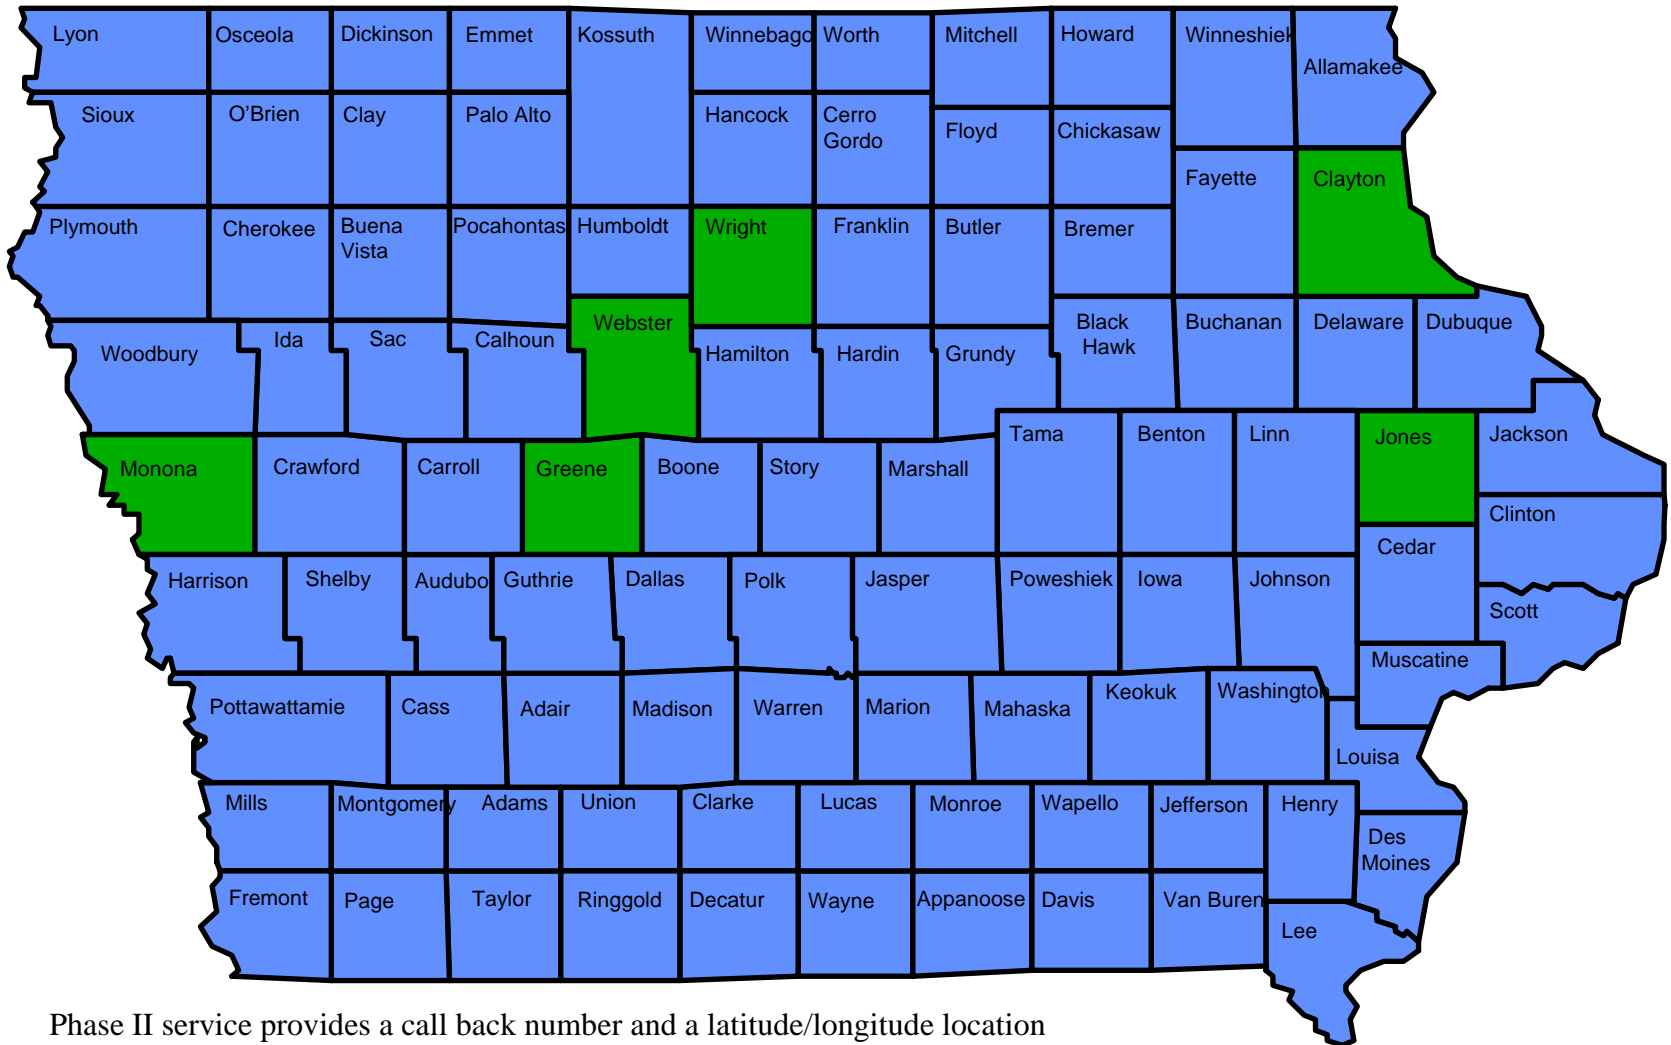 Lyon
Osceola
Dickinson
Emmet
Kossuth
Winnebago
Worth
Mitchell
Howard
Winneshiek
Allamakee
Sioux
O'Brien
Clay
Palo Alto
Hancock
Cerro
Gordo
Floyd
Chickasaw
Fayette
Clayton
Plymouth
Cherokee
Buena
Vista
Pocahontas
Humboldt
Wright
Franklin
Butler
Bremer
Woodbury
Ida
Sac
Calhoun
Webster
Hamilton
Hardin
Grundy
Black
Hawk
Buchanan
Delaware
Dubuque
Monona
Crawford
Carroll
Greene
Boone
Story
Marshall
Tama
Benton
Linn
Jones
Jackson
Clinton
Cedar
Harrison
Shelby
Audubo
Guthrie
Dallas
Polk
Jasper
Poweshiek
Iowa
Johnson
Scott
Muscatine
Pottawattamie
Cass
Adair
Madison
Warren
Marion
Mahaska
Keokuk
Washington
Louisa
Mills
Montgomery
Adams
Union
Clarke
Lucas
Monroe
Wapello
Jefferson
Henry
Des
Moines
Fremont
Page
Taylor
Ringgold
Decatur
Wayne
Appanoose
Davis
Van Buren
Lee
Phase II service provides a call back number and a latitude/longitude location